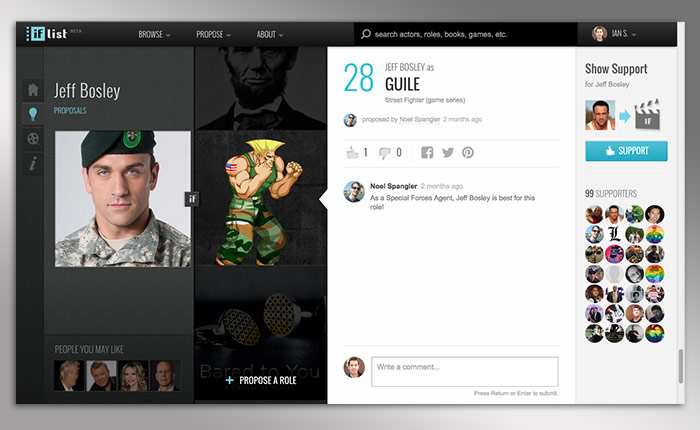 if list BETA
BROWSE
PROPOSE
ABOUT
search actors, roles, books, games, etc.
IAN S.
Jeff Bosley
PROPOSALS
if
PEOPLE YOU MAY LIKE
Bared to You
+ PROPOSE A ROLE
28
JEFF BOSLEY as
GUILE
Street Fighter (game series)
proposed by Noel Spangler 2 months ago
1
0
Noel Spangler 2 months ago
As a Special Forces Agent, Jeff Bosley is best for this
role!
Write a comment...
Press Return or Enter to submit.
Show Support
for Jeff Bosley
IF
SUPPORT
99 SUPPORTERS
L